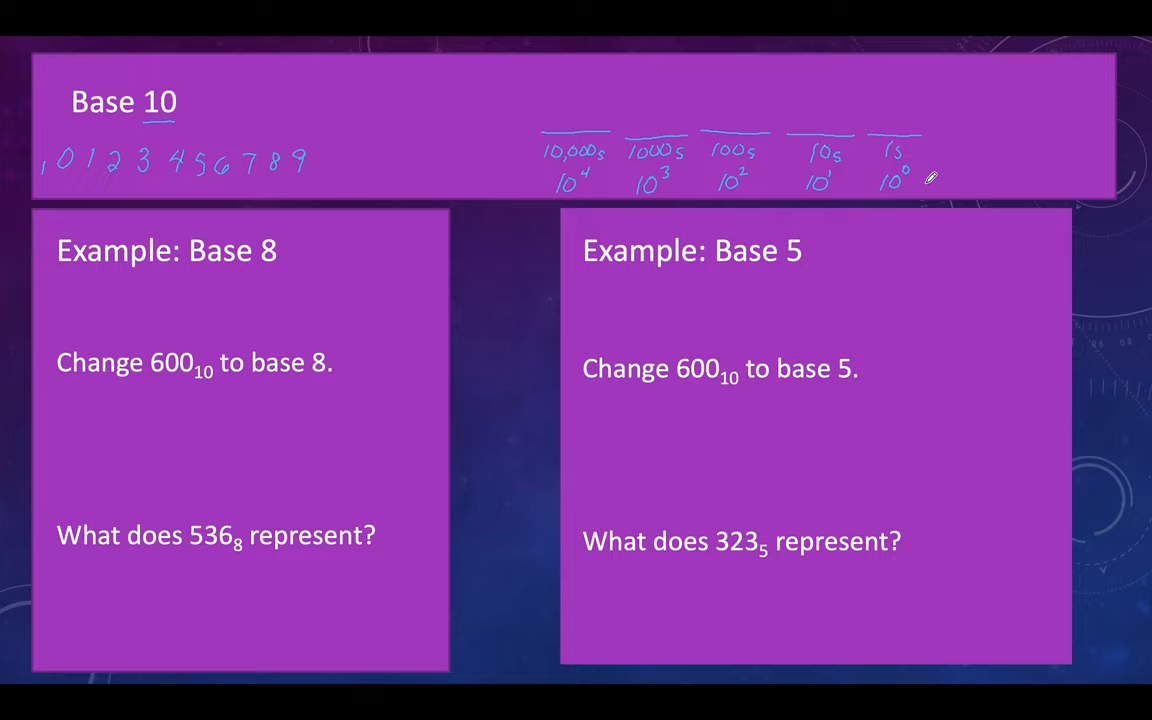 Base 10
0 1 2 3 4 5 6 7 8 9
10,000s 1000s 100s 10s 1s
10⁴ 10³ 10² 10¹ 10⁰
Example: Base 8
Change 600₁₀ to base 8.
What does 536₈ represent?
Example: Base 5
Change 600₁₀ to base 5.
What does 323₅ represent?